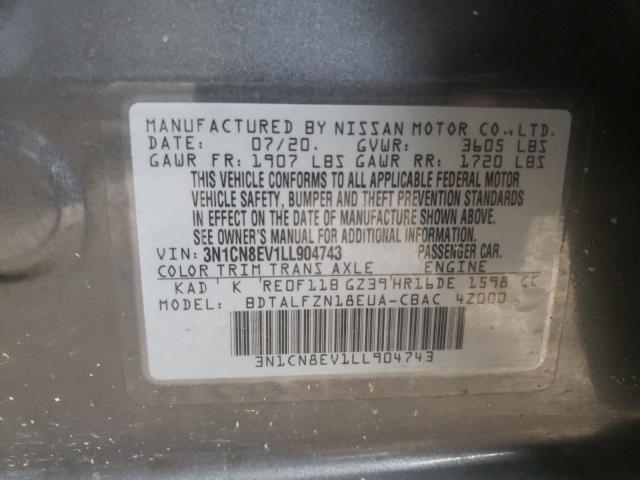 MANUFACTURED BY NISSAN MOTOR CO., LTD.
DATE: 07/20. GVWR: 3605 LBS
GAWR FR: 1907 LBS GAWR RR: 1720 LBS
THIS VEHICLE CONFORMS TO ALL APPLICABLE FEDERAL MOTOR
VEHICLE SAFETY, BUMPER AND THEFT PREVENTION STANDARDS
IN EFFECT ON THE DATE OF MANUFACTURE SHOWN ABOVE.
SEE OWNER'S MANUAL FOR ADDITIONAL INFORMATION.
VIN: 3N1CN8EV1LL904743 PASSENGER CAR.
COLOR TRIM TRANS AXLE ENGINE
KAD K RE0F11B GZ39 HR16DE 1598 CC
BDTALFZN18EUA-CBAC 4Z000
3N1CN8EV1LL904743